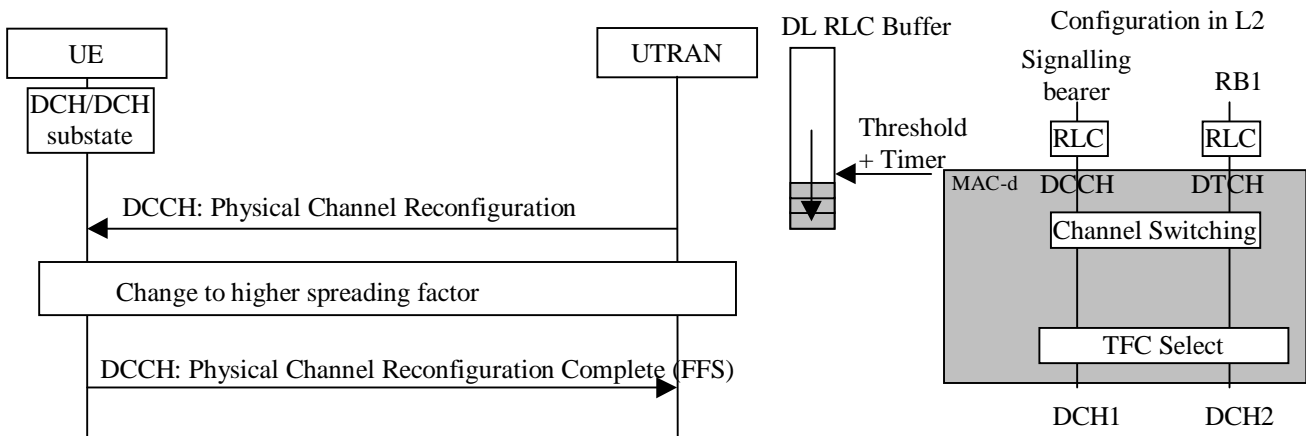 UE
UTRAN
DCH/DCH
substate
DCCH: Physical Channel Reconfiguration
Change to higher spreading factor
DCCH: Physical Channel Reconfiguration Complete (FFS)
DL RLC Buffer
Threshold
+ Timer
Configuration in L2
Signalling
bearer
RB1
RLC
RLC
MAC-d
DCCH
DTCH
Channel Switching
TFC Select
DCH1
DCH2